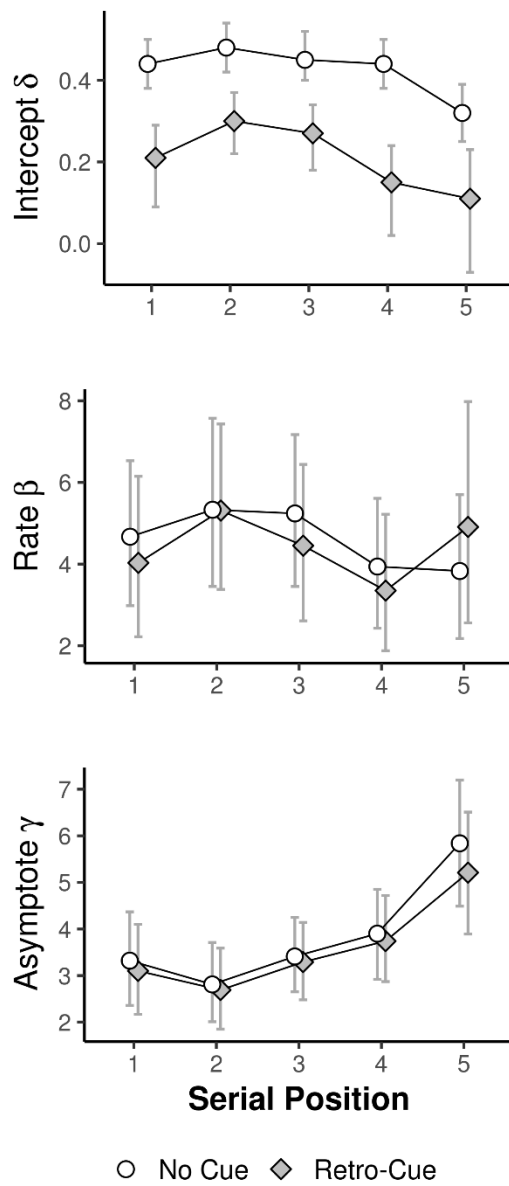 Intercept δ
0.4
0.2
0.0
1 2 3 4 5
Rate β
8
6
4
2
1 2 3 4 5
Asymptote γ
7
6
5
4
3
2
1 2 3 4 5
Serial Position
No Cue Retro-Cue